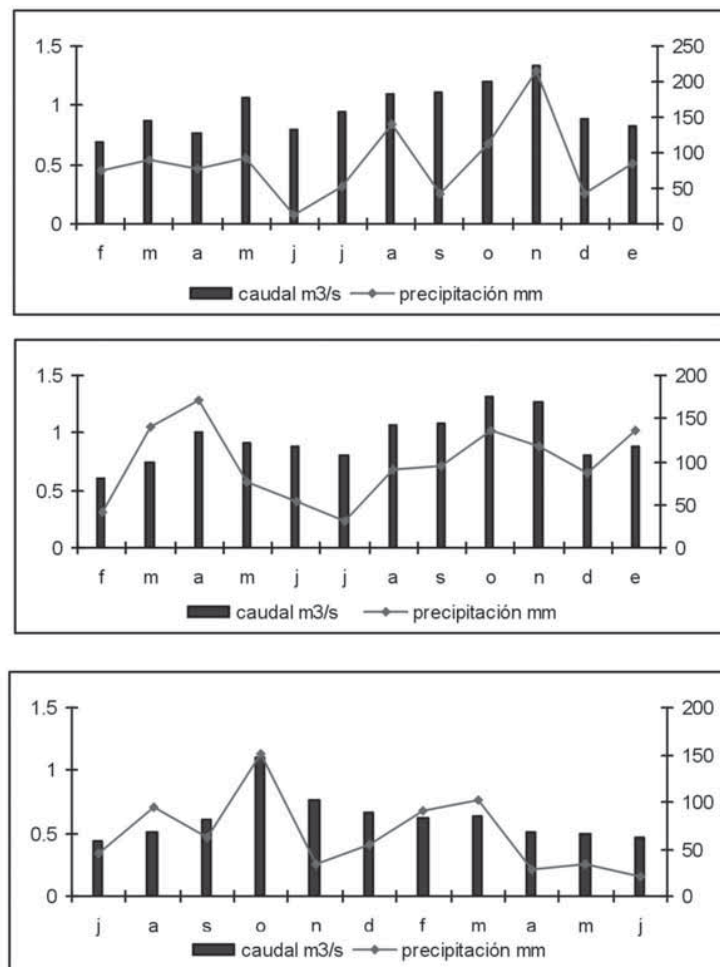 1.5 250
200
1 150
100
0.5 50
0 0
f m a m j j a s o n d e
caudal m3/s precipitación mm
1.5 200
1 150
100
0.5 50
0 0
f m a m j j a s o n d e
caudal m3/s precipitación mm
1.5 200
1 150
100
0.5 50
0 0
j a s o n d f m a m j
caudal m3/s precipitación mm